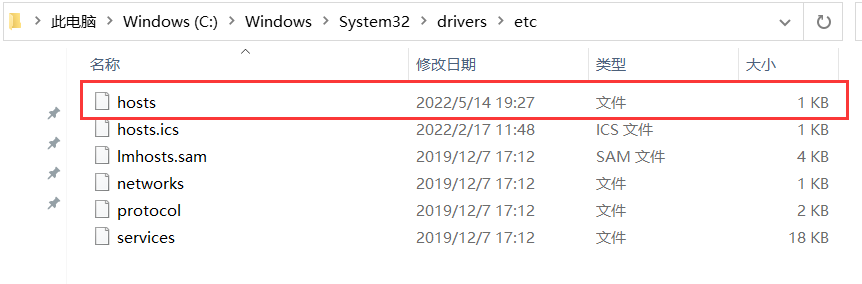 此电脑 > Windows (C:) > Windows > System32 > drivers > etc
名称 修改日期 类型 大小
hosts 2022/5/14 19:27 文件 1 KB
hosts.ics 2022/2/17 11:48 ICS 文件 1 KB
lmhosts.sam 2019/12/7 17:12 SAM 文件 4 KB
networks 2019/12/7 17:12 文件 1 KB
protocol 2019/12/7 17:12 文件 2 KB
services 2019/12/7 17:12 文件 18 KB